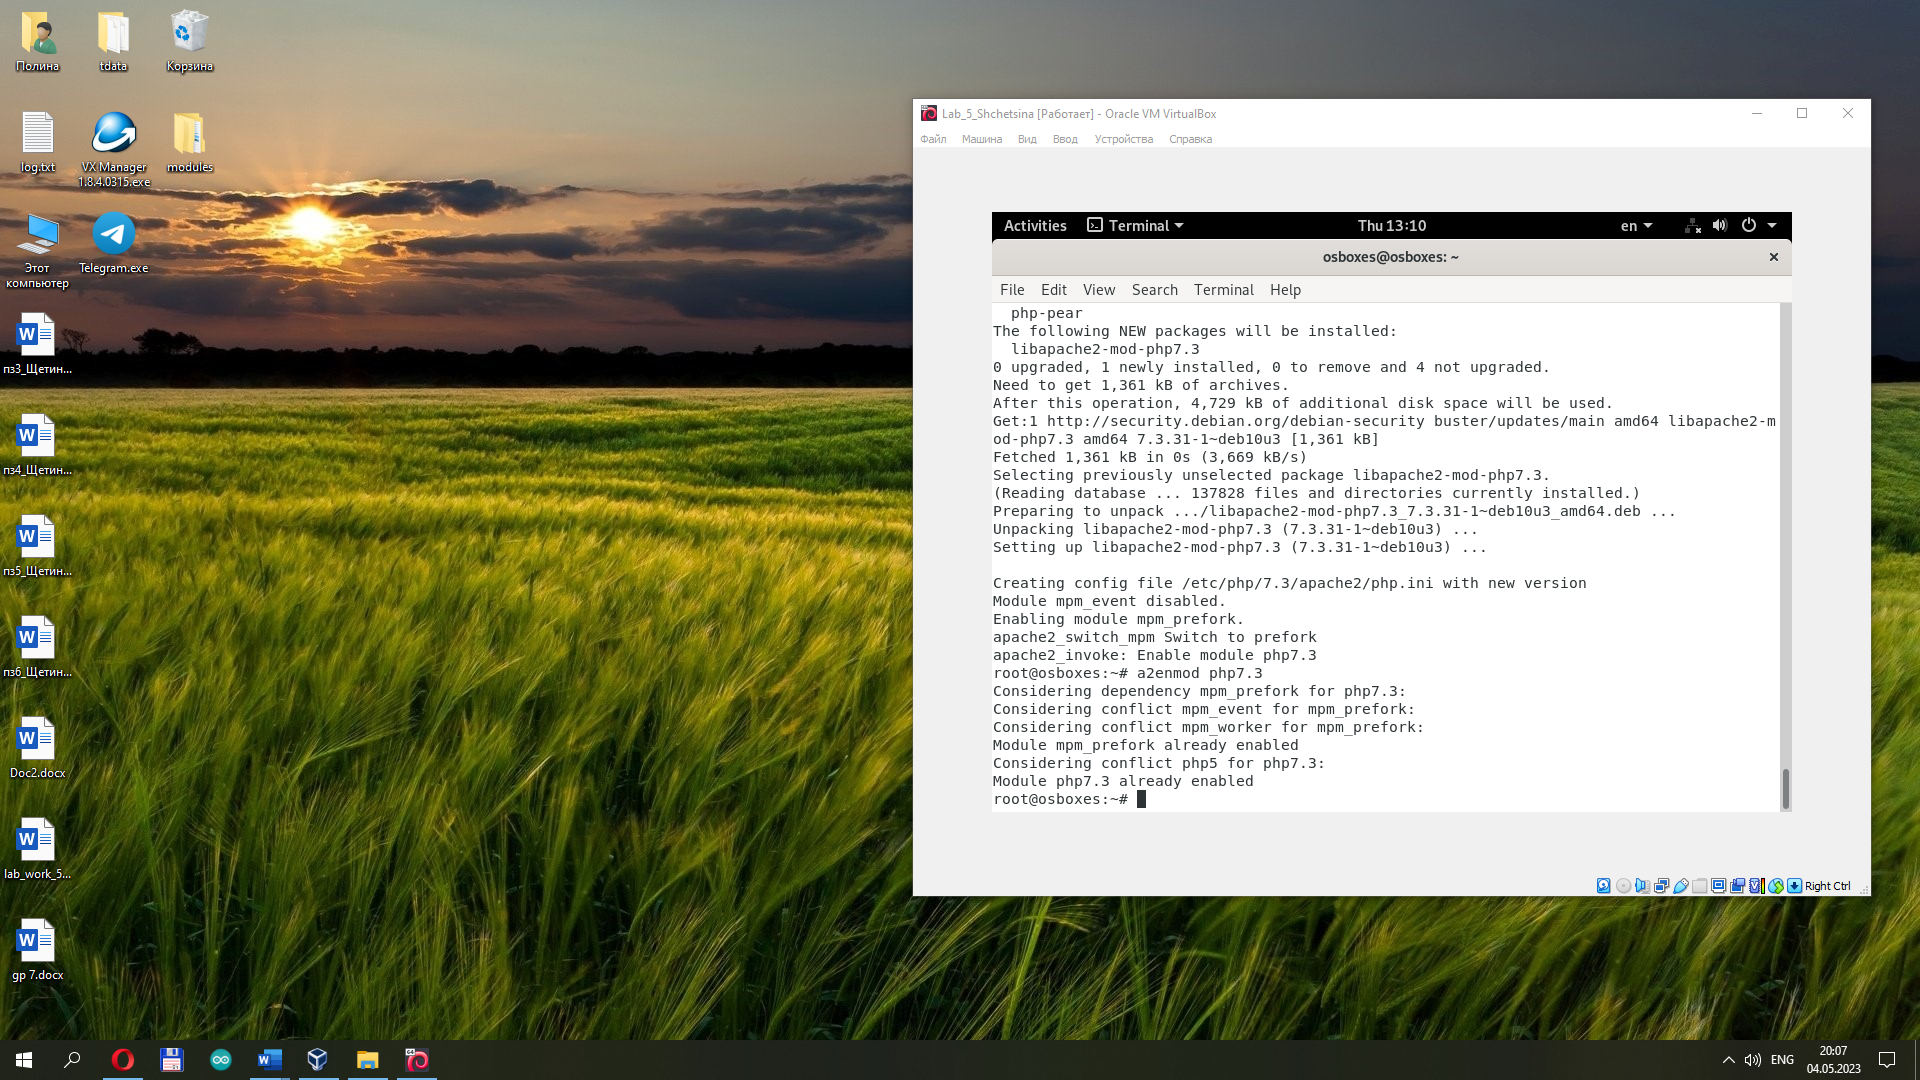 Полина
tdata
Корзина
log.txt
VX Manager
1.8.4.0315.exe
modules
Этот
компьютер
Telegram.exe
пз3_Щетин...
пз4_Щетин...
пз5_Щетин...
пз6_Щетин...
Doc2.docx
lab_work_5...
gp 7.docx
Lab_5_Shchetsina [Работает] - Oracle VM VirtualBox
Файл Машина Вид Ввод Устройства Справка
Activities Terminal Thu 13:10 en
osboxes@osboxes: ~
File Edit View Search Terminal Help
php-pear
The following NEW packages will be installed:
libapache2-mod-php7.3
0 upgraded, 1 newly installed, 0 to remove and 4 not upgraded.
Need to get 1,361 kB of archives.
After this operation, 4,729 kB of additional disk space will be used.
Get:1 http://security.debian.org/debian-security buster/updates/main amd64 libapache2-m
od-php7.3 amd64 7.3.31-1~deb10u3 [1,361 kB]
Fetched 1,361 kB in 0s (3,669 kB/s)
Selecting previously unselected package libapache2-mod-php7.3.
(Reading database ... 137828 files and directories currently installed.)
Preparing to unpack .../libapache2-mod-php7.3_7.3.31-1~deb10u3_amd64.deb ...
Unpacking libapache2-mod-php7.3 (7.3.31-1~deb10u3) ...
Setting up libapache2-mod-php7.3 (7.3.31-1~deb10u3) ...
Creating config file /etc/php/7.3/apache2/php.ini with new version
Module mpm_event disabled.
Enabling module mpm_prefork.
apache2_switch_mpm Switch to prefork
apache2_invoke: Enable module php7.3
root@osboxes:~# a2enmod php7.3
Considering dependency mpm_prefork for php7.3:
Considering conflict mpm_event for mpm_prefork:
Considering conflict mpm_worker for mpm_prefork:
Module mpm_prefork already enabled
Considering conflict php5 for php7.3:
Module php7.3 already enabled
root@osboxes:~#
Right Ctrl
ENG
20:07
04.05.2023